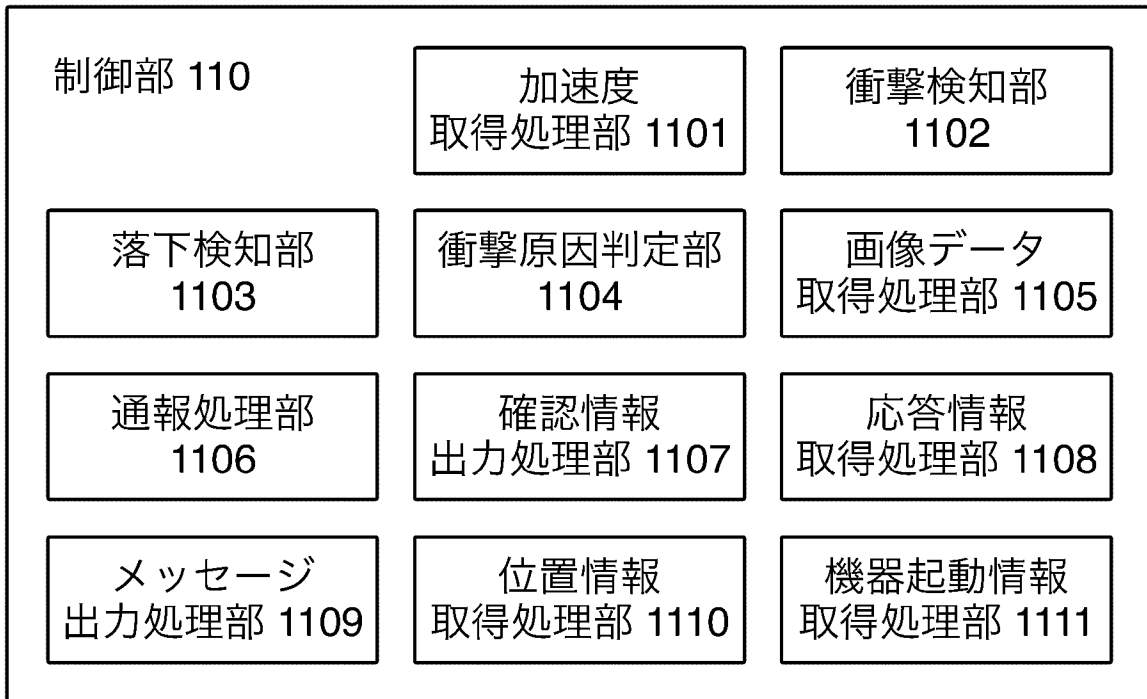 制御部 110
加速度
取得処理部 1101
衝撃検知部
1102
落下検知部
1103
衝撃原因判定部
1104
画像データ
取得処理部 1105
通報処理部
1106
確認情報
出力処理部 1107
応答情報
取得処理部 1108
メッセージ
出力処理部 1109
位置情報
取得処理部 1110
機器起動情報
取得処理部 1111